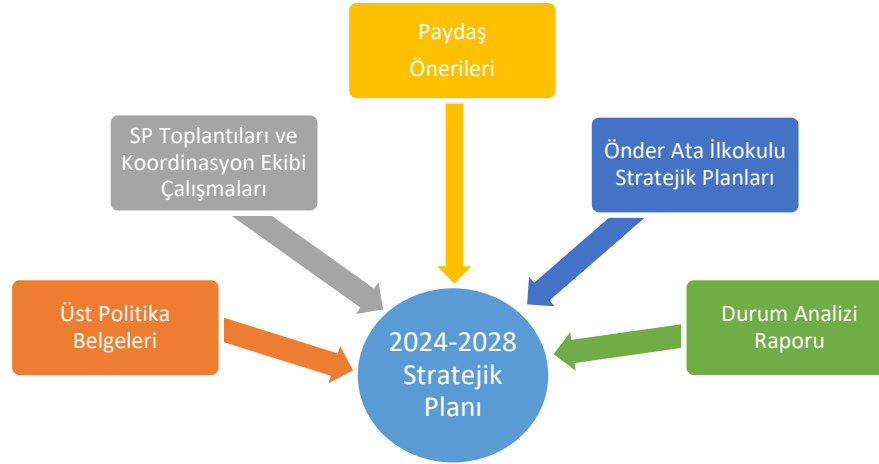 Paydaş
Önerileri
SP Toplantıları ve
Koordinasyon Ekibi
Çalışmaları
Önder Ata İlkokulu
Stratejik Planları
Üst Politika
Belgeleri
2024-2028
Stratejik
Planı
Durum Analizi
Raporu